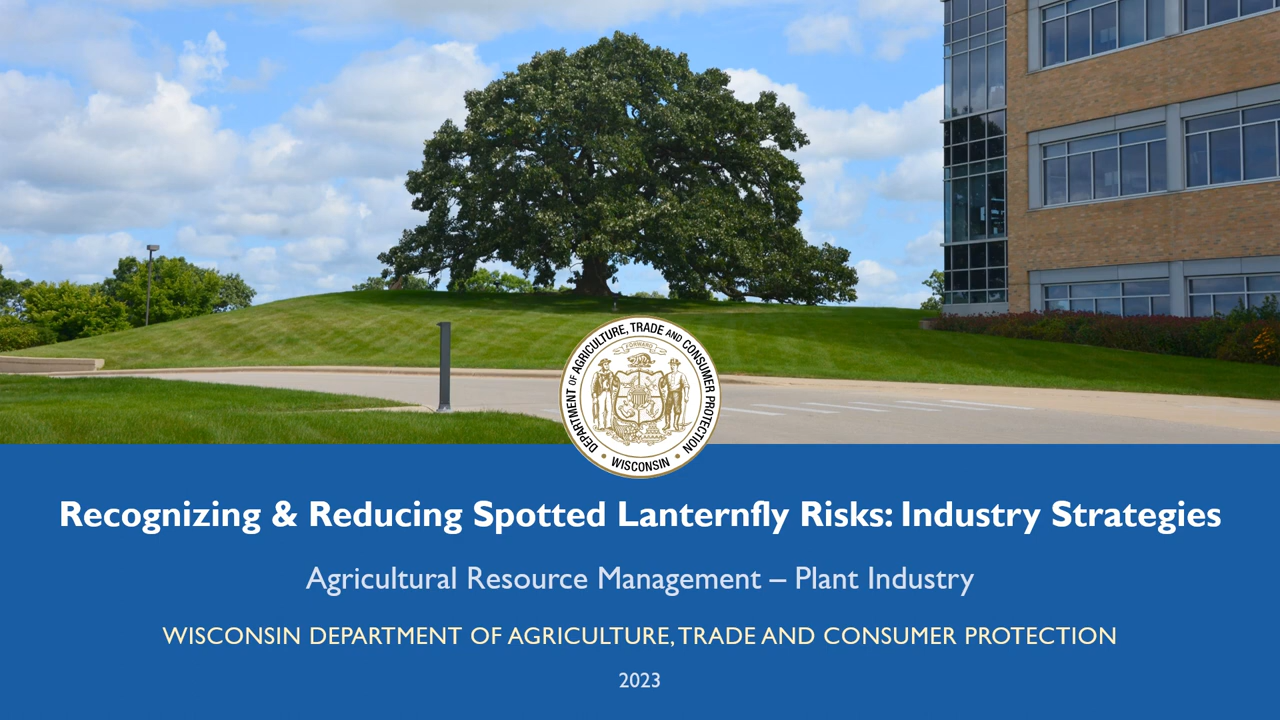 DEPARTMENT OF AGRICULTURE, TRADE AND CONSUMER PROTECTION
FORWARD
• WISCONSIN •
Recognizing & Reducing Spotted Lanternfly Risks: Industry Strategies
Agricultural Resource Management – Plant Industry
WISCONSIN DEPARTMENT OF AGRICULTURE, TRADE AND CONSUMER PROTECTION
2023